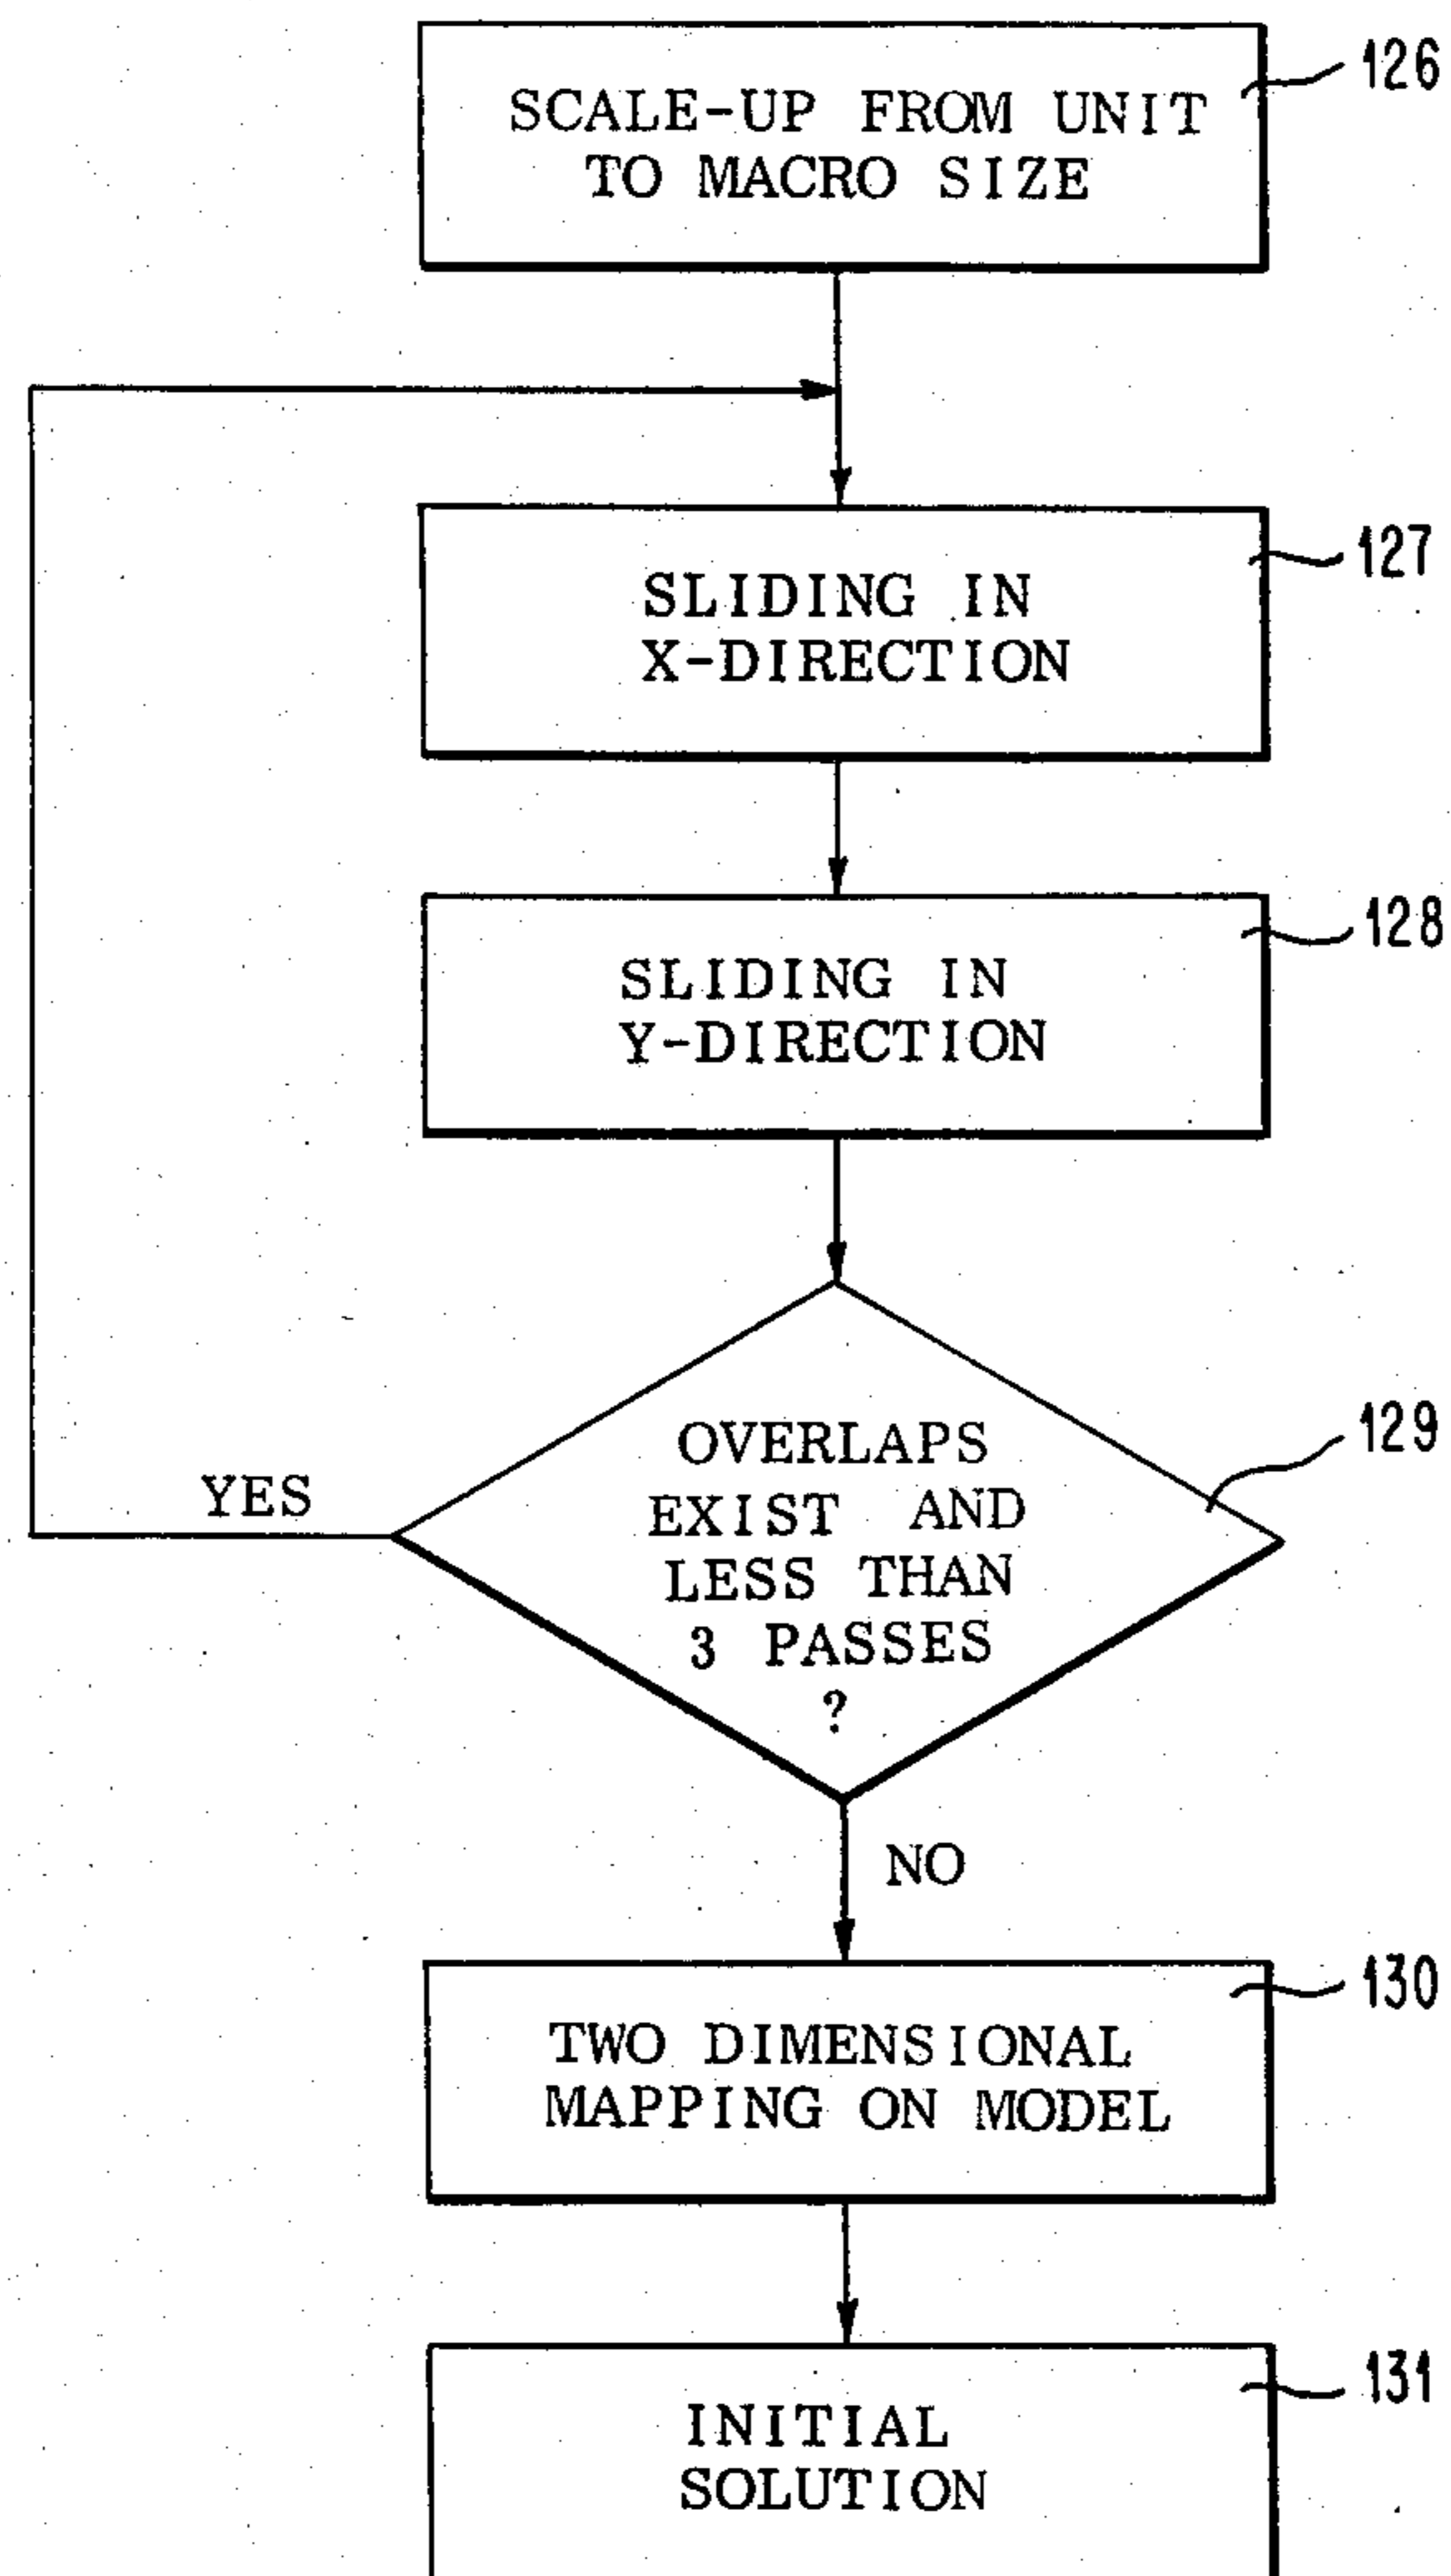 126
SCALE-UP FROM UNIT
TO MACRO SIZE
127
SLIDING IN
X-DIRECTION
128
SLIDING IN
Y-DIRECTION
129
OVERLAPS
EXIST AND
LESS THAN
3 PASSES
?
YES
NO
130
TWO DIMENSIONAL
MAPPING ON MODEL
131
INITIAL
SOLUTION